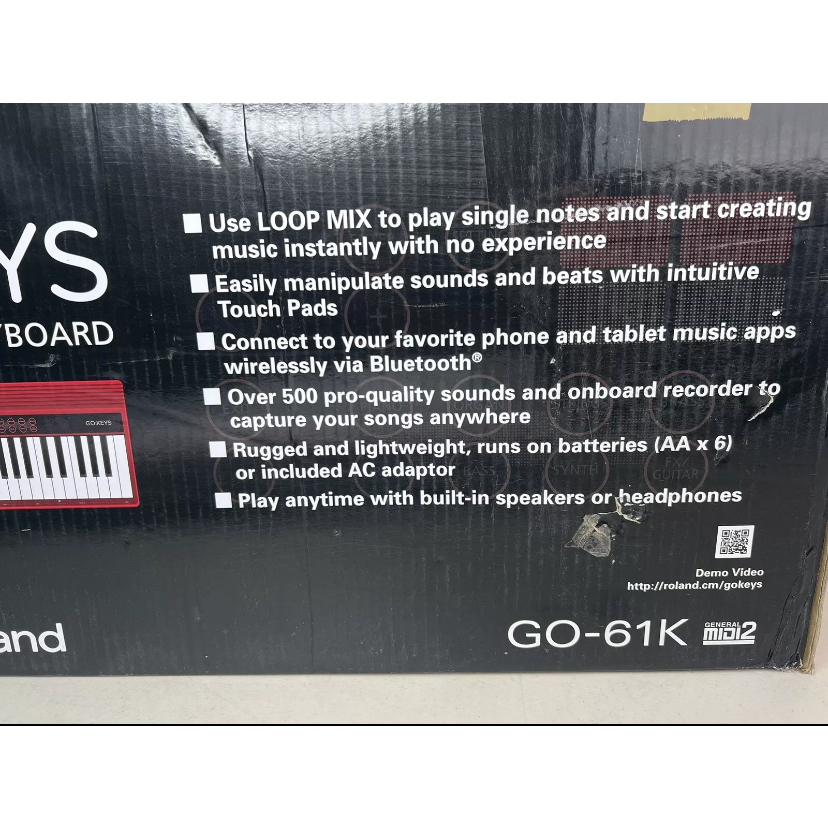 YS
YBOARD
■ Use LOOP MIX to play single notes and start creating
music instantly with no experience
■ Easily manipulate sounds and beats with intuitive
Touch Pads
■ Connect to your favorite phone and tablet music apps
wirelessly via Bluetooth®
■ Over 500 pro-quality sounds and onboard recorder to
capture your songs anywhere
■ Rugged and lightweight, runs on batteries (AA x 6)
or included AC adaptor
■ Play anytime with built-in speakers or headphones
BASS
SYNTH
GUITAR
GO:KEYS
Demo Video
http://roland.cm/gokeys
and
GO-61K
GENERAL
MIDI2